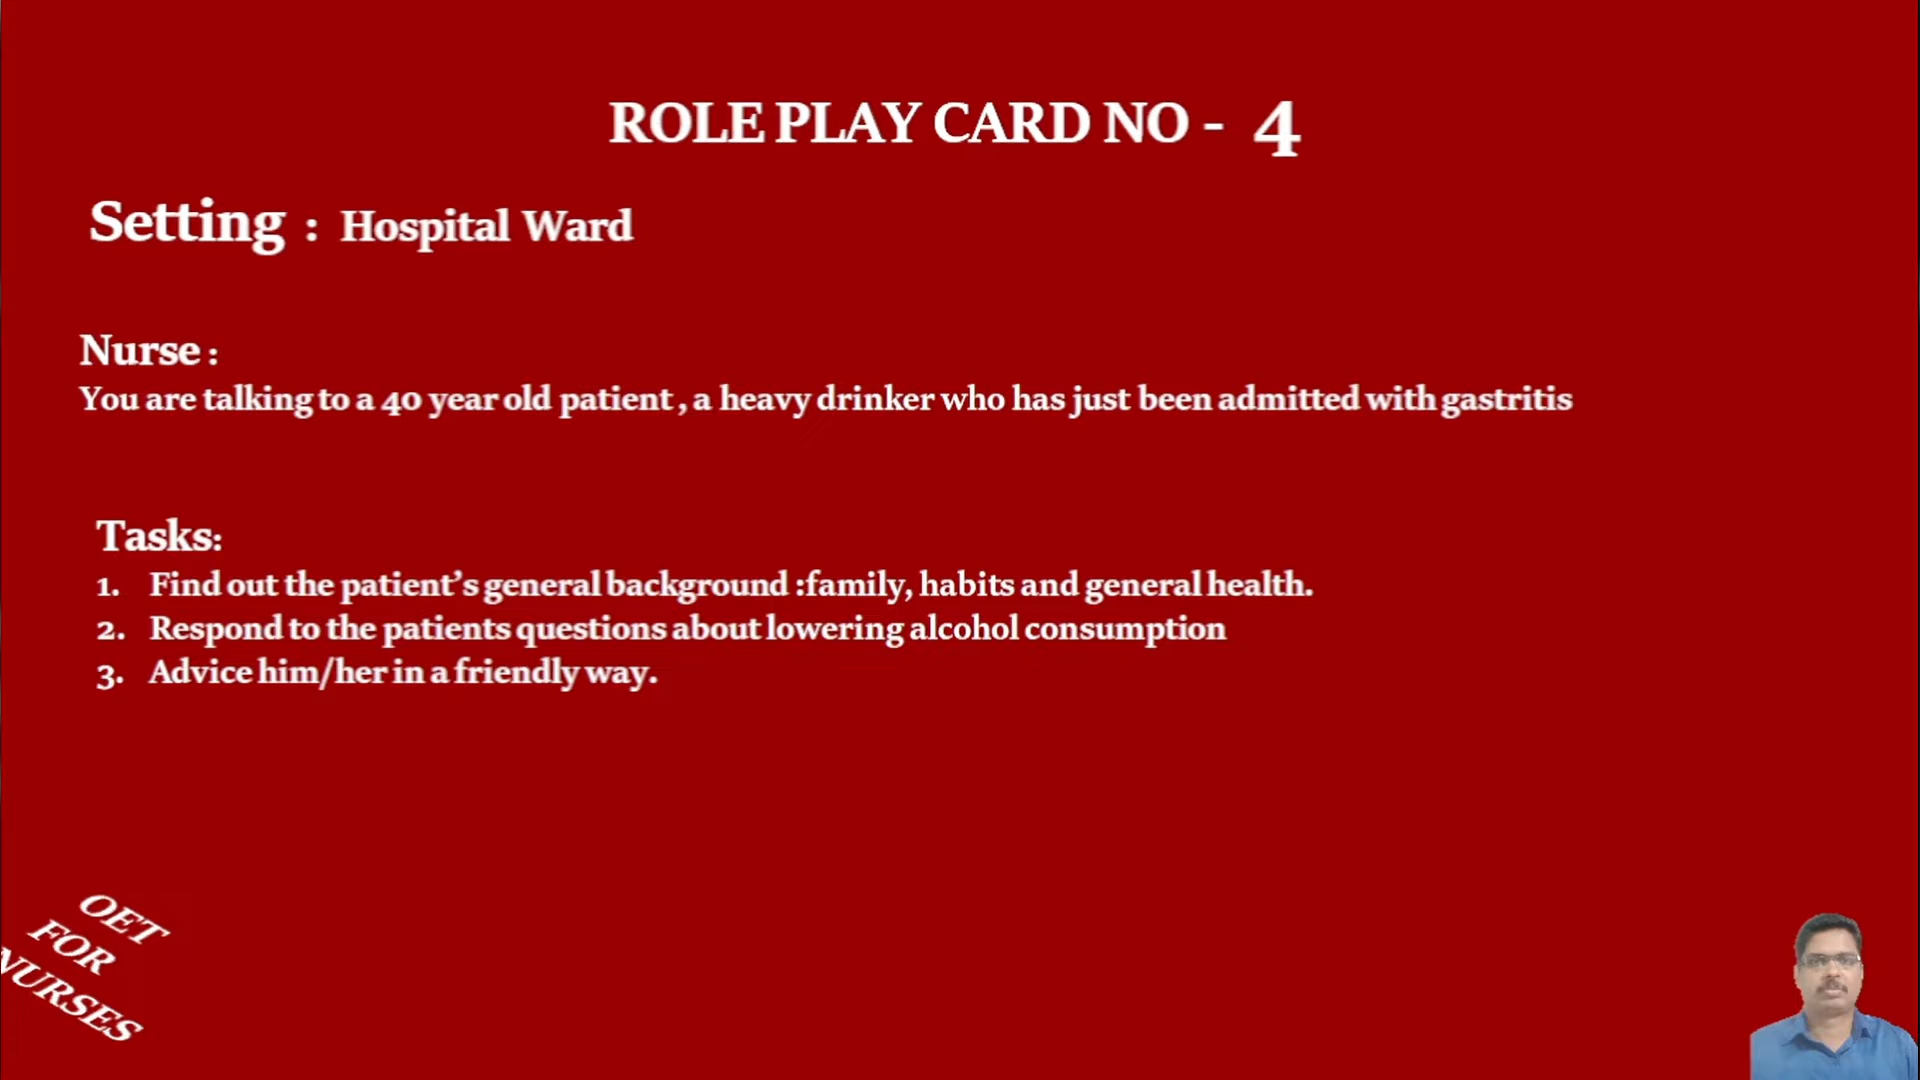 ROLE PLAY CARD NO - 4
Setting : Hospital Ward
Nurse :
You are talking to a 40 year old patient , a heavy drinker who has just been admitted with gastritis
Tasks:
1. Find out the patient's general background :family, habits and general health.
2. Respond to the patients questions about lowering alcohol consumption
3. Advice him/her in a friendly way.
OET
FOR
NURSES